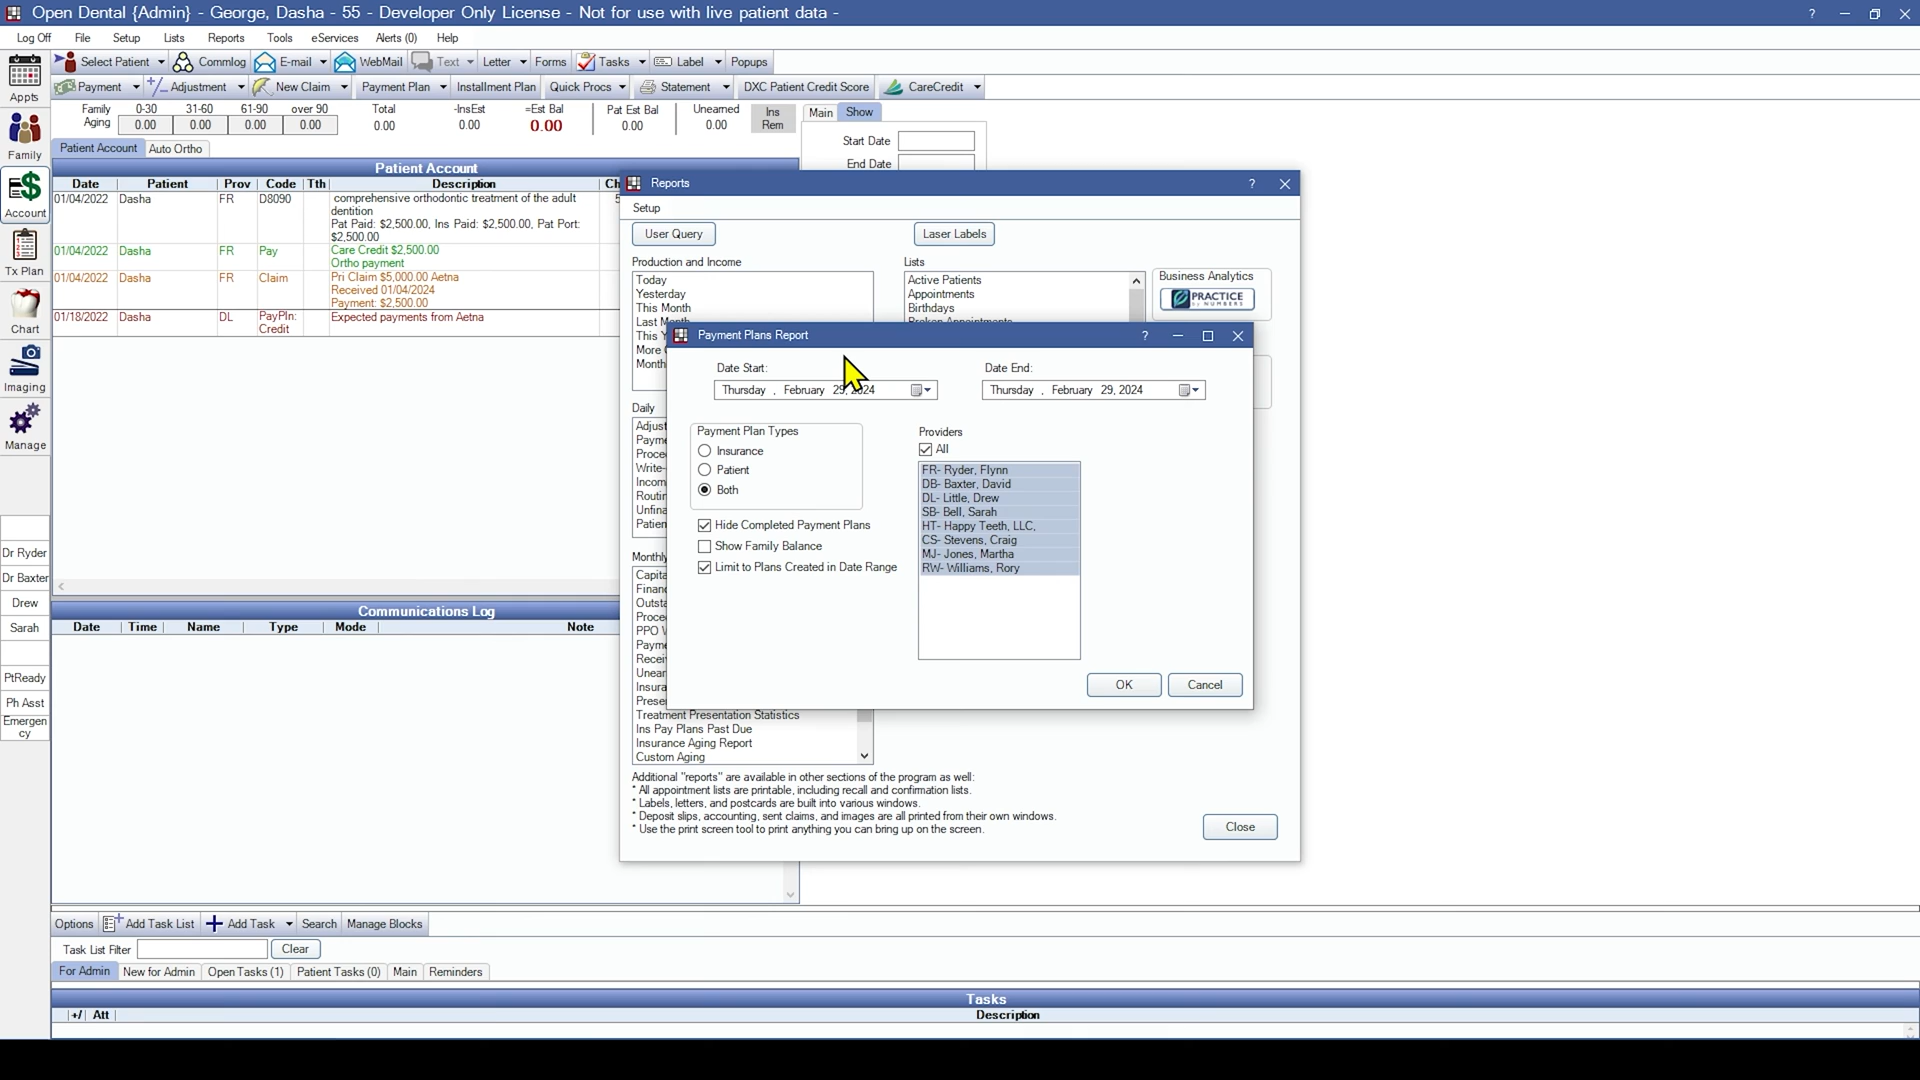 Open Dental {Admin} - George, Dasha - 55 - Developer Only License - Not for use with live patient data -
Log Off File Setup Lists Reports Tools eServices Alerts (0) Help
Select Patient Commlog E-mail WebMail Text Letter Forms Tasks Label Popups
Payment Adjustment New Claim Payment Plan Installment Plan Quick Procs Statement DXC Patient Credit Score CareCredit
Appts
Family
Account
Tx Plan
Chart
Imaging
Manage
Dr Ryder
Dr Baxter
Drew
Sarah
PtReady
Ph Asst
Emergen
cy
Family 0-30 31-60 61-90 over 90 Total -InsEst =Est Bal Pat Est Bal Unearned Ins
Aging 0.00 0.00 0.00 0.00 0.00 0.00 0.00 0.00 0.00 Rem
Main Show
Start Date
End Date
Patient Account Auto Ortho
Patient Account
Date Patient Prov Code Tth Description
01/04/2022 Dasha FR D8090 comprehensive orthodontic treatment of the adult
dentition
Pat Paid: $2,500.00, Ins Paid: $2,500.00, Pat Port:
$2,500.00
01/04/2022 Dasha FR Pay Care Credit $2,500.00
Ortho payment
01/04/2022 Dasha FR Claim Pri Claim $5,000.00 Aetna
Received 01/04/2024
Payment: $2,500.00
01/18/2022 Dasha DL PayPln: Expected payments from Aetna
Credit
Communications Log
Date Time Name Type Mode Note
Reports ?
Setup
User Query Laser Labels
Production and Income
Today
Yesterday
This Month
Last Month
This Y
More
Month
Daily
Adjus
Payme
Proce
Write-
Incom
Routin
Unfina
Patien
Monthly
Capita
Financ
Outsta
Proce
PPO
Payme
Recei
Unear
Insura
Prese
Treatment Presentation Statistics
Ins Pay Plans Past Due
Insurance Aging Report
Custom Aging
Lists
Active Patients
Appointments
Birthdays
Broken Appointments
Business Analytics
PRACTICE
BY NUMBERS
Payment Plans Report ?
Date Start: Date End:
Thursday , February 29, 2024 Thursday , February 29, 2024
Payment Plan Types
Insurance
Patient
Both
Hide Completed Payment Plans
Show Family Balance
Limit to Plans Created in Date Range
Providers
All
FR- Ryder, Flynn
DB- Baxter, David
DL- Little, Drew
SB- Bell, Sarah
HT- Happy Teeth, LLC,
CS- Stevens, Craig
MJ- Jones, Martha
RW- Williams, Rory
OK Cancel
Additional "reports" are available in other sections of the program as well:
* All appointment lists are printable, including recall and confirmation lists.
* Labels, letters, and postcards are built into various windows.
* Deposit slips, accounting, sent claims, and images are all printed from their own windows.
* Use the print screen tool to print anything you can bring up on the screen.
Close
Options Add Task List Add Task Search Manage Blocks
Task List Filter Clear
For Admin New for Admin Open Tasks (1) Patient Tasks (0) Main Reminders
Tasks
+/ Att Description